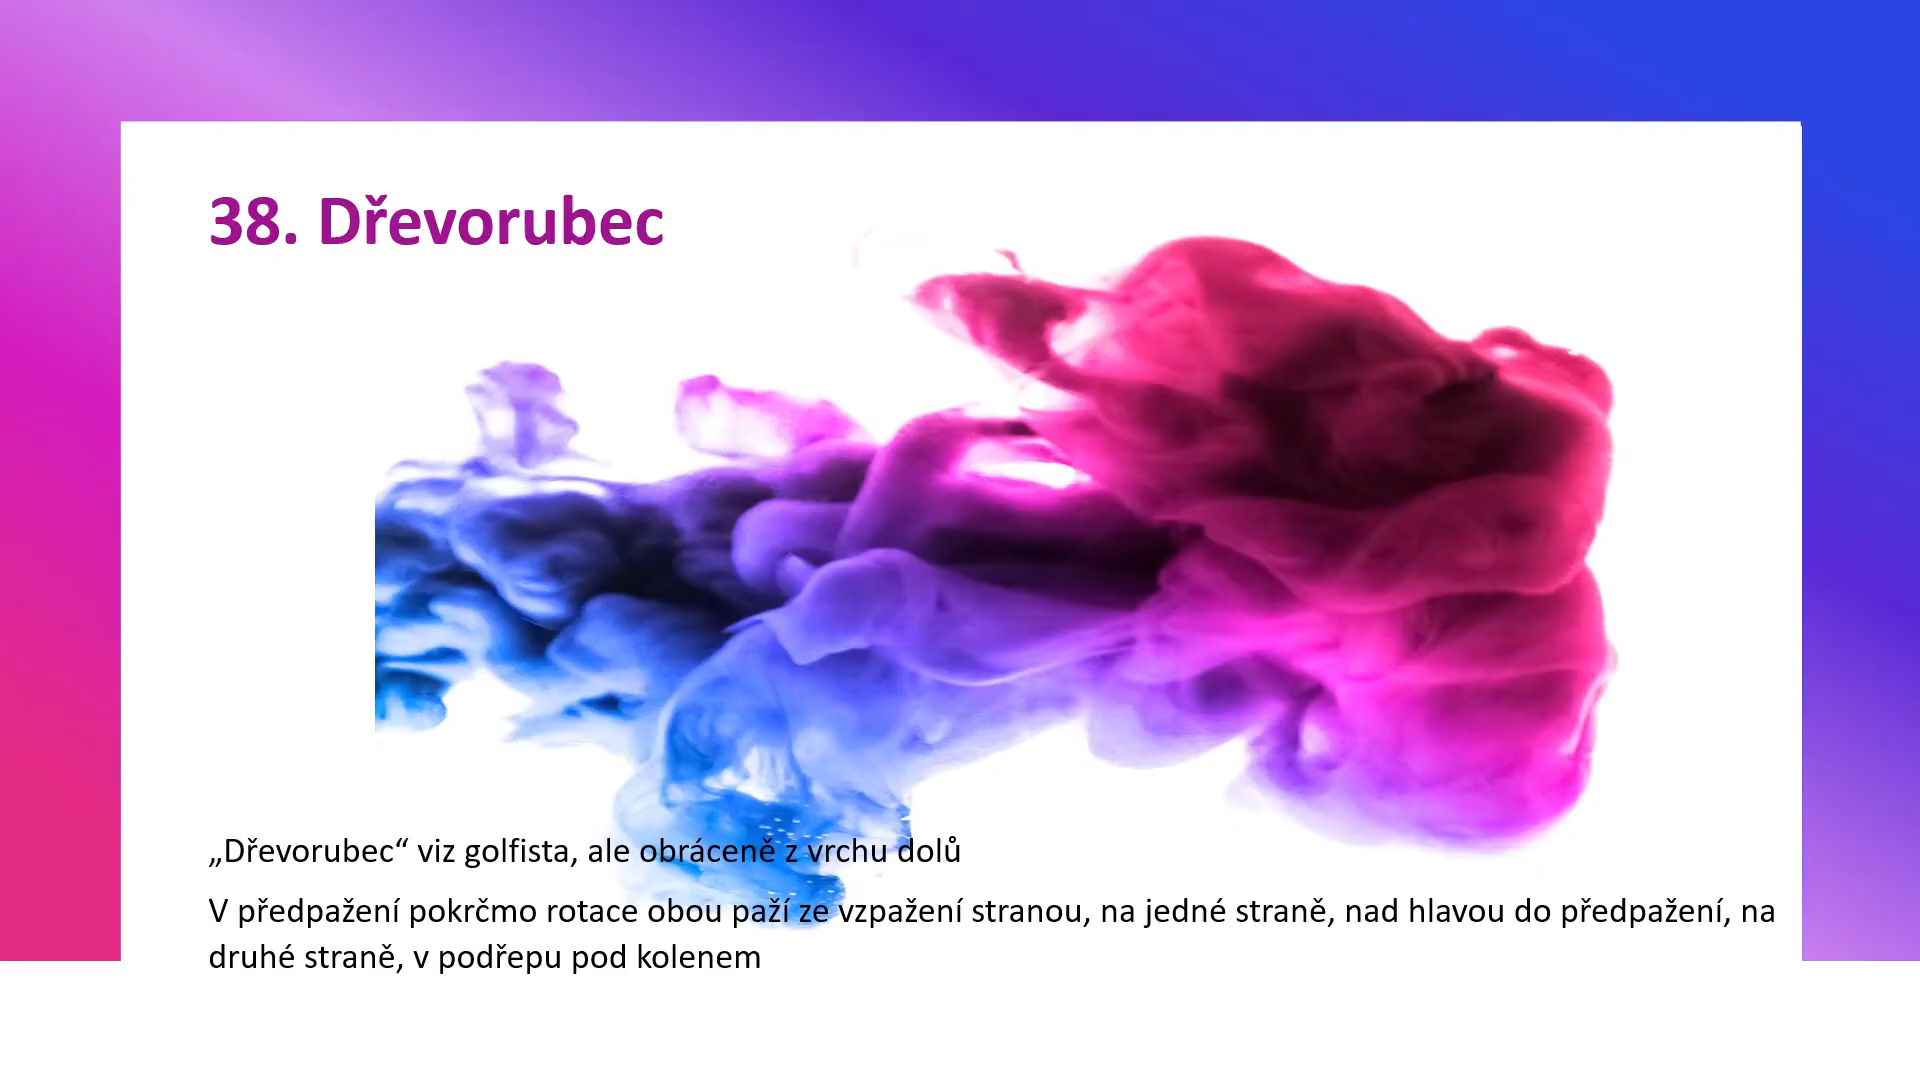 38. Dřevorubec
„Dřevorubec“ viz golfista, ale obráceně z vrchu dolů
V předpažení pokrčmo rotace obou paží ze vzpažení stranou, na jedné straně, nad hlavou do předpažení, na
druhé straně, v podřepu pod kolenem